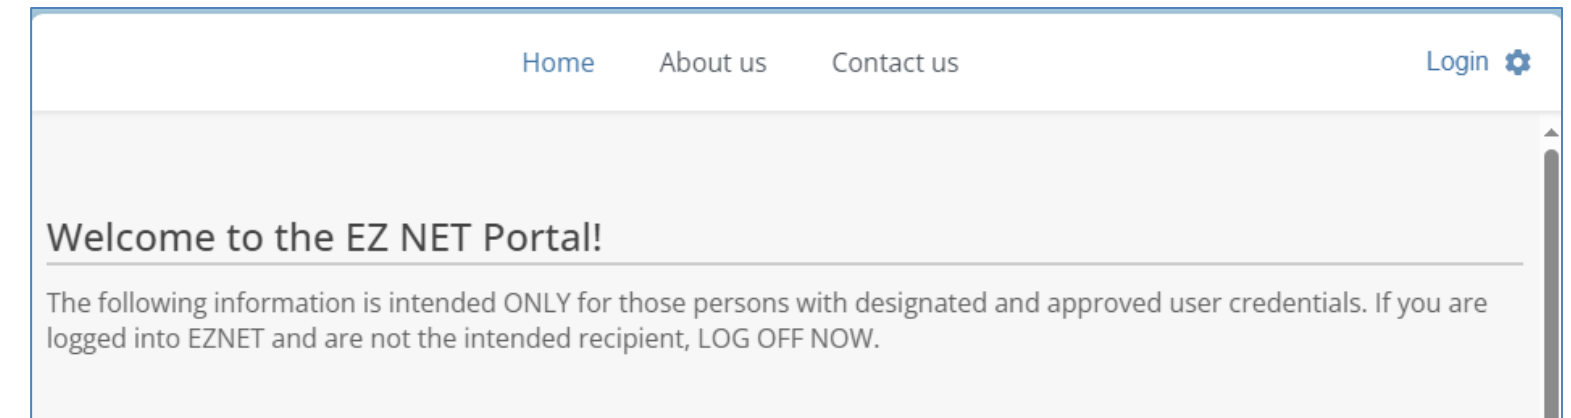 Home About us Contact us Login
Welcome to the EZ NET Portal!
The following information is intended ONLY for those persons with designated and approved user credentials. If you are
logged into EZNET and are not the intended recipient, LOG OFF NOW.